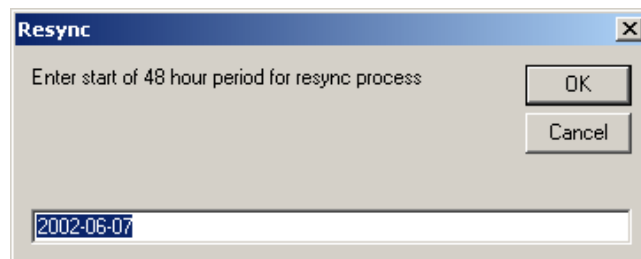 Resync
Enter start of 48 hour period for resync process
OK
Cancel
2002-06-07